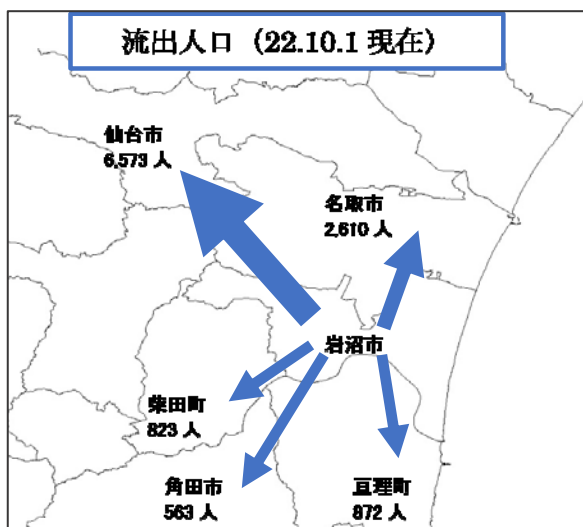 流出人口（22.10.1 現在）
仙台市
6,573 人
名取市
2,610 人
岩沼市
柴田町
823 人
角田市
563 人
亘理町
872 人